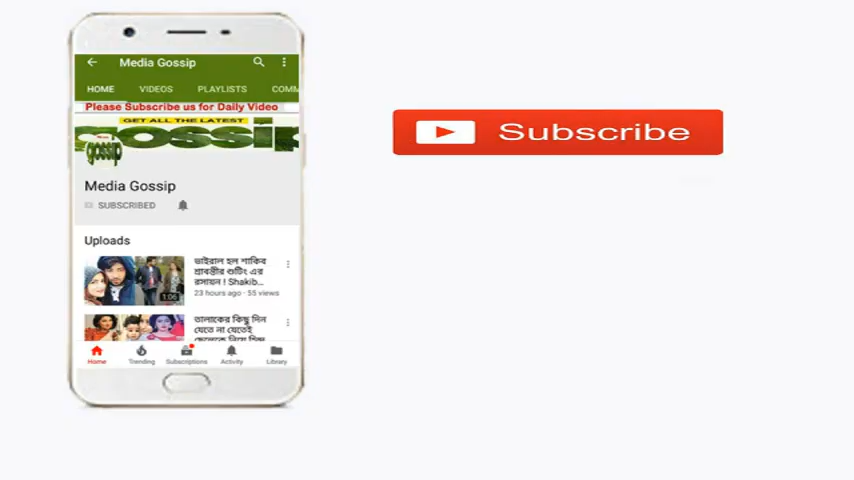 Media Gossip
HOME VIDEOS PLAYLISTS COMM
Please Subscribe us for Daily Video
GET ALL THE LATEST
gossip
gossip
Media Gossip
SUBSCRIBED
Uploads
ভাইরাল হল শাকিব
শ্রাবন্তীর শুটিং এর
রসায়ন ! Shakib...
23 hours ago · 55 views
1:06
তালাকের কিছু দিন
যেতে না যেতেই
Home Trending Subscriptions Activity Library
Subscribe